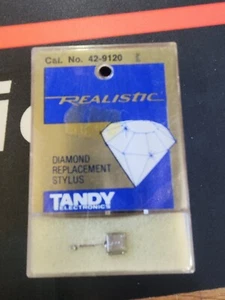 Cat. No. 42-9120
REALISTIC
DIAMOND
REPLACEMENT
STYLUS
TANDY
ELECTRONICS